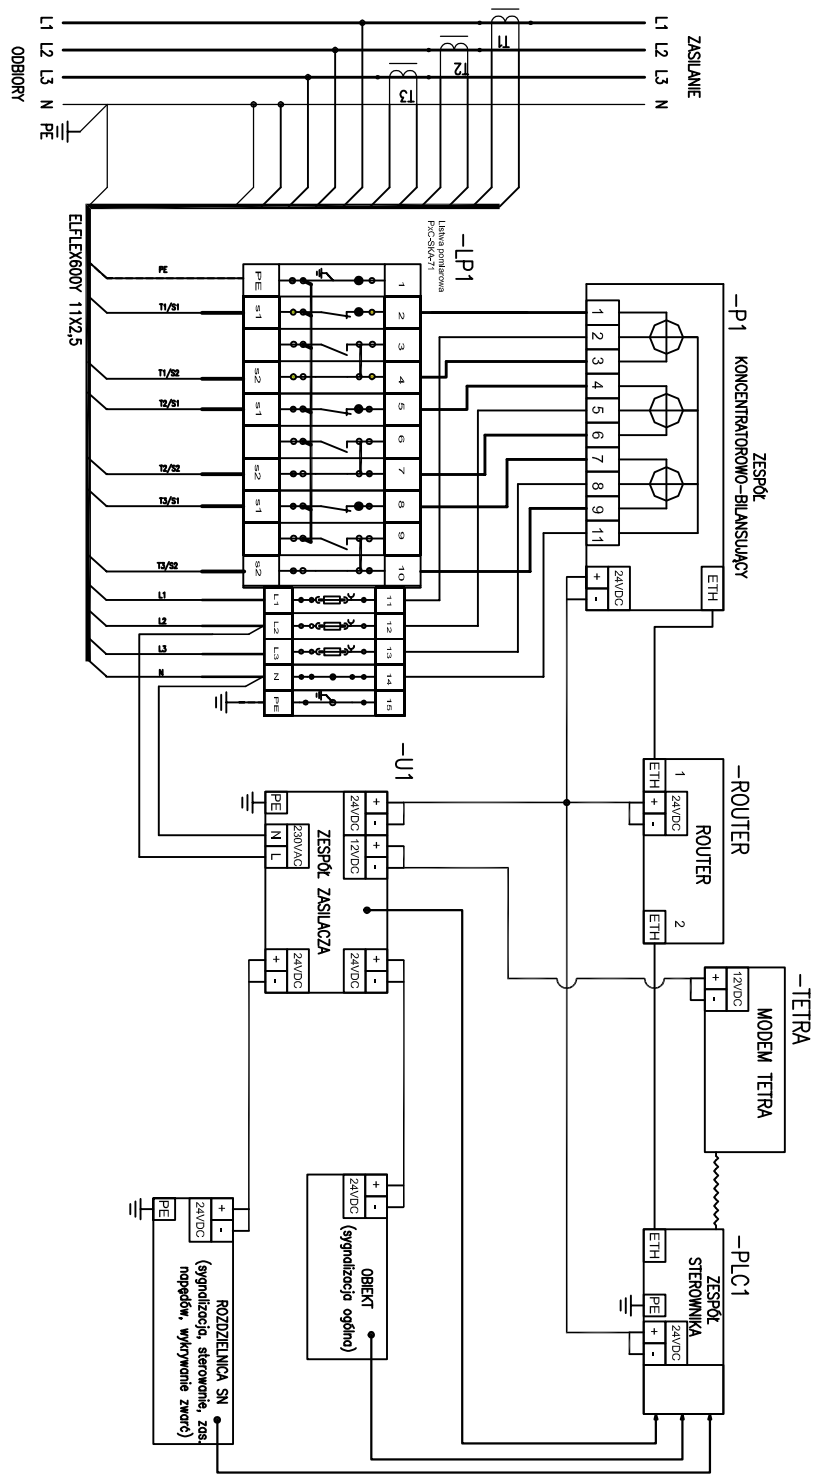 L1
L2
L3
N
PE
ODBIORY
ZASILANIE
L1
L2
L3
N
T1
T2
T3
ELFLEX600Y 11X2,5
-LP1
Listwa pomiarowa
PxC-SKA-71
PE
T1/S1
T1/S2
T2/S1
T2/S2
T3/S1
T3/S2
L1
L2
L3
N
PE
s1
s2
s1
s2
s1
s2
L1
L2
L3
N
PE
1
2
3
4
5
6
7
8
9
10
11
12
13
14
15
-P1
ZESPÓŁ
KONCENTRATOROWO-BILANSUJĄCY
1
2
3
4
5
6
7
8
9
11
+
-
24VDC
ETH
-ROUTER
ROUTER
ETH
1
+
-
24VDC
ETH
2
-U1
ZESPÓŁ ZASILACZA
24VDC
+
-
12VDC
+
-
PE
N
L
230VAC
+
-
24VDC
24VDC
+
-
-TETRA
MODEM TETRA
+
-
12VDC
-PLC1
ZESPÓŁ
STEROWNIKA
ETH
PE
+
-
24VDC
OBIEKT
(sygnalizacja ogólna)
24VDC
+
-
ROZDZIELNICA SN
(sygnalizacja, sterowanie, zas.
napędów, wykrywanie zwarć)
PE
24VDC
+
-